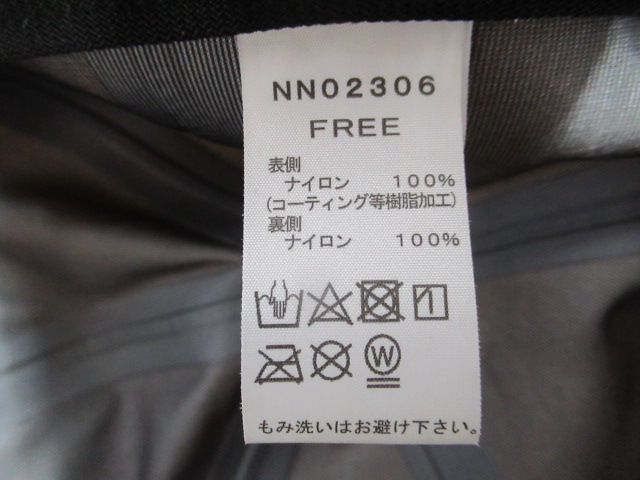 NN02306
FREE
表側
ナイロン 100%
(コーティング等樹脂加工)
裏側
ナイロン 100%
W
もみ洗いはお避け下さい。